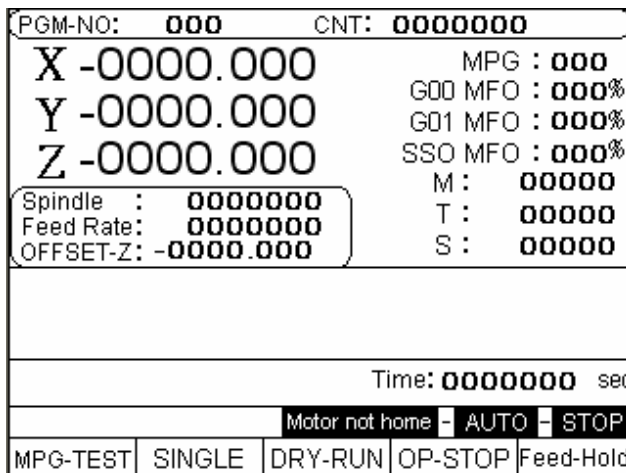 PGM-NO: 000 CNT: 0000000
X -0000.000
Y -0000.000
Z -0000.000
MPG : 000
G00 MFO : 000%
G01 MFO : 000%
SSO MFO : 000%
M : 00000
T : 00000
S : 00000
Spindle : 0000000
Feed Rate: 0000000
OFFSET-Z: -0000.000
Time: 0000000 sec
Motor not home - AUTO - STOP
MPG-TEST SINGLE DRY-RUN OP-STOP Feed-Hold